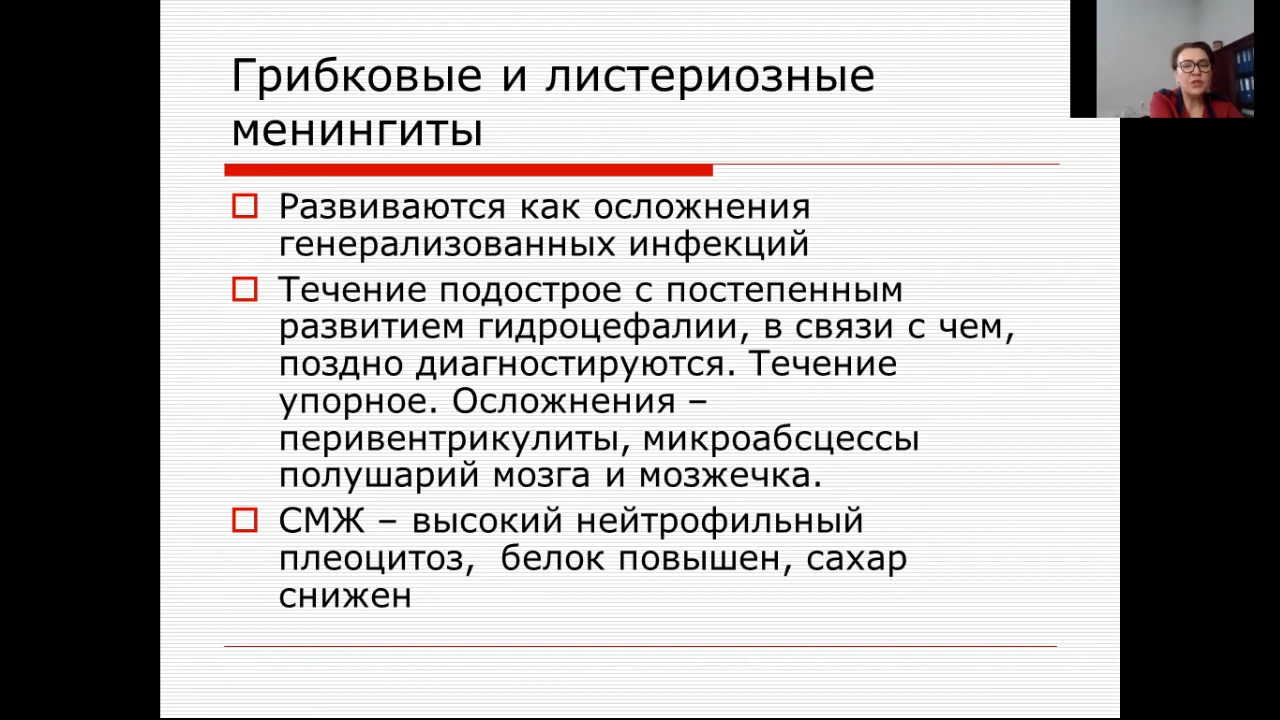 Грибковые и листериозные
менингиты
Развиваются как осложнения
генерализованных инфекций
Течение подострое с постепенным
развитием гидроцефалии, в связи с чем,
поздно диагностируются. Течение
упорное. Осложнения –
перивентрикулиты, микроабсцессы
полушарий мозга и мозжечка.
СМЖ – высокий нейтрофильный
плеоцитоз,  белок повышен, сахар
снижен